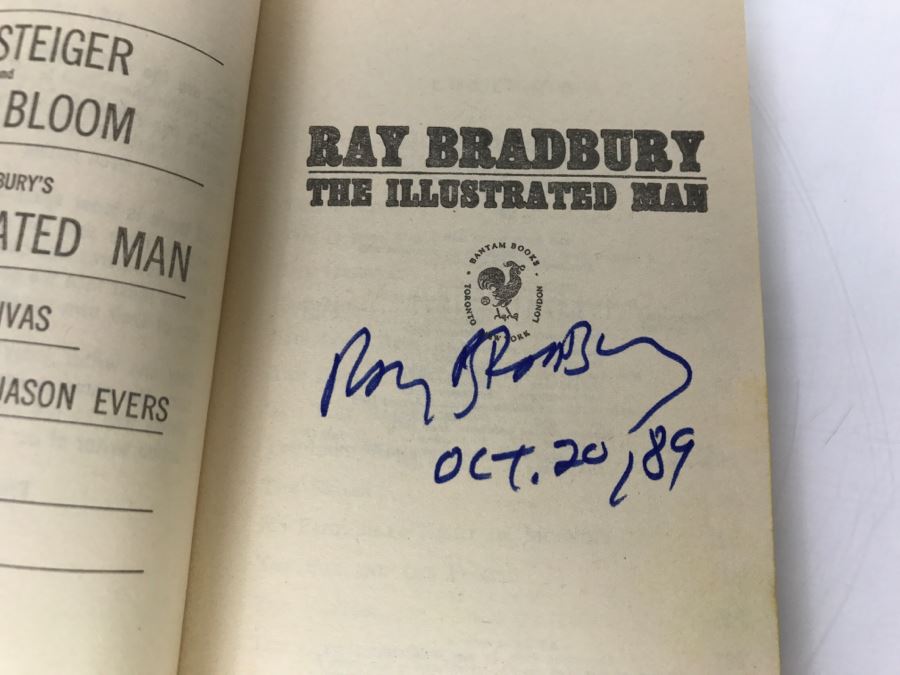 STEIGER
and
BLOOM
BURY'S
ATED MAN
IVAS
JASON EVERS
RAY BRADBURY
THE ILLUSTRATED MAN
BANTAM BOOKS
TORONTO • NEW YORK • LONDON
Ray Bradbury
OCT. 20, '89